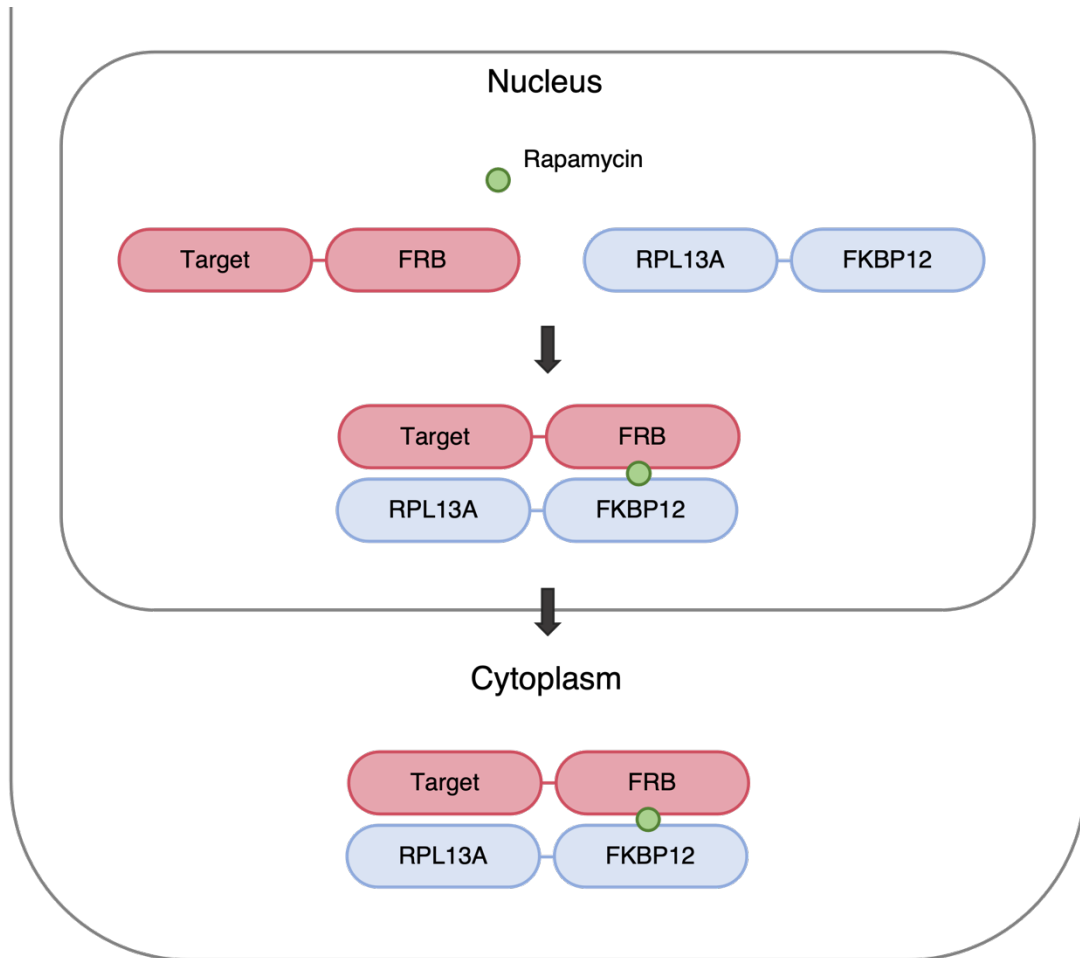 Nucleus
Rapamycin
Target FRB RPL13A FKBP12
Target FRB
RPL13A FKBP12
Cytoplasm
Target FRB
RPL13A FKBP12